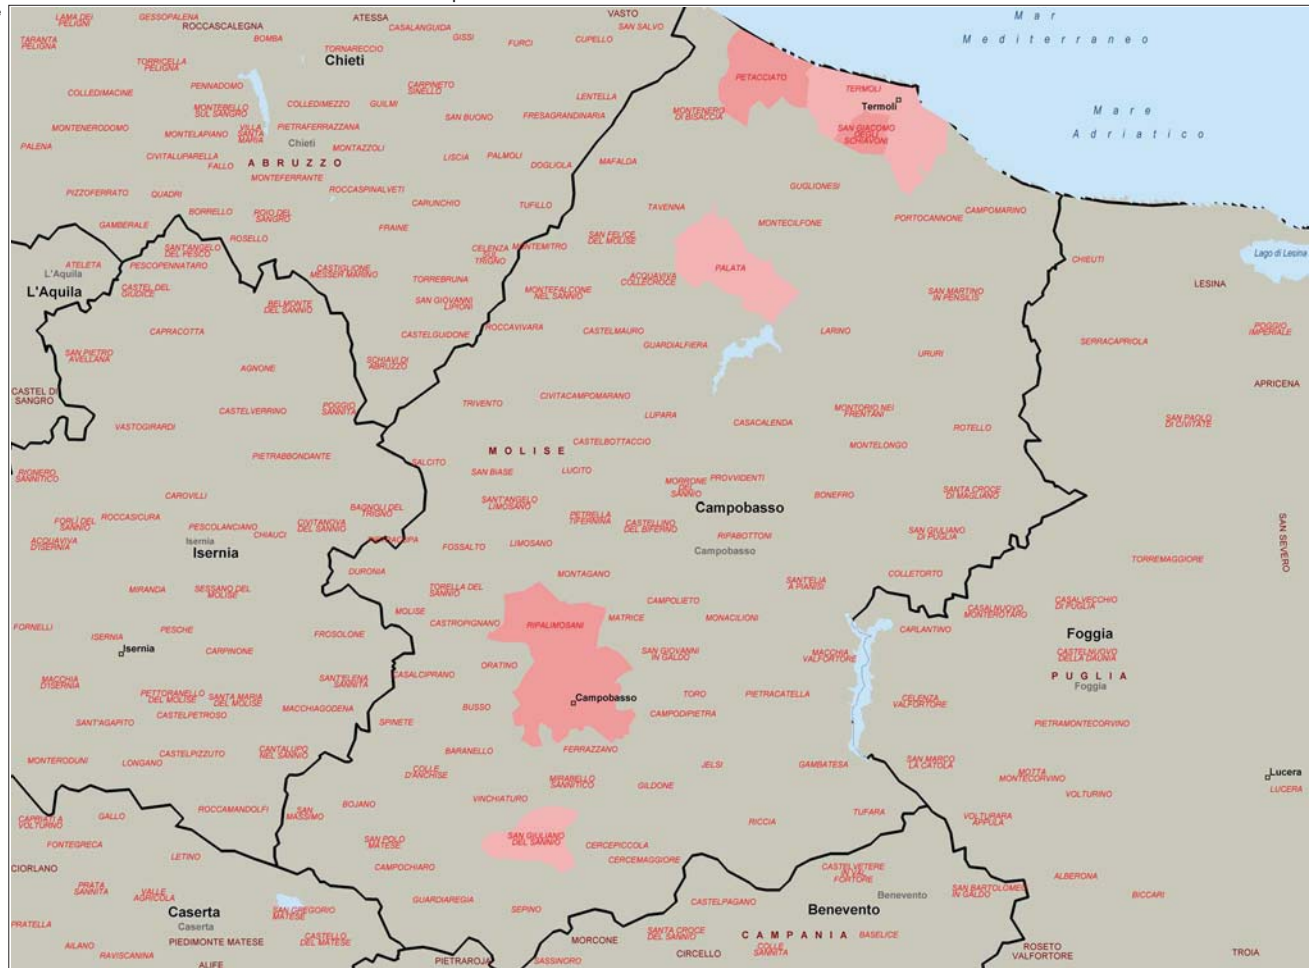 LAMA DEI
PELIGNI
GESSOPALENA
ROCCASCALEGNA
ATESSA
CASALANGUIDA
GISSI
VASTO
SAN SALVO
Mar
Mediterraneo
TARANTA
PELIGNA
BOMBA
TORNARECCIO
Chieti
FURCI
CUPELLO
TORRICELLA
PELIGNA
PENNADOMO
COLLEDIMACINE
COLLEDIMEZZO
GUILMI
CARPINETO
SINELLO
LENTELLA
PETACCIATO
TERMOLI
Termoli
MONTEBELLO
SUL SANGRO
SAN BUONO
FRESAGRANDINARIA
MONTENERO
DI BISACCIA
Mare
Adriatico
MONTENERODOMO
MONTELAPIANO
VILLA
SANTA
MARIA
PIETRAFERRAZZANA
Chieti
MONTAZZOLI
SAN GIACOMO
DEGLI
SCHIAVONI
PALENA
CIVITALUPARELLA
FALLO
ABRUZZO
LISCIA
PALMOLI
DOGLIOLA
MAFALDA
MONTEFERRANTE
PIZZOFERRATO
QUADRI
ROCCASPINALVETI
GUGLIONESI
CARUNCHIO
TUFILLO
TAVENNA
BORRELLO
ROIO DEL
SANGRO
PORTOCANNONE
CAMPOMARINO
GAMBERALE
FRAINE
MONTECILFONE
ROSELLO
SAN FELICE
DEL MOLISE
SANT'ANGELO
DEL PESCO
CELENZA
SUL
TRIGNO
MONTEMITRO
Lago di Lesina
ATELETA
PESCOPENNATARO
CASTIGLIONE
MESSER MARINO
PALATA
CHIEUTI
L'Aquila
L'Aquila
CASTEL DEL
GIUDICE
TORREBRUNA
ACQUAVIVA
COLLECROCE
LESINA
BELMONTE
DEL SANNIO
SAN GIOVANNI
LIPIONI
MONTEFALCONE
NEL SANNIO
SAN MARTINO
IN PENSILIS
CAPRACOTTA
CASTELGUIDONE
ROCCAVIVARA
CASTELMAURO
GUARDIALFIERA
LARINO
SERRACAPRIOLA
POGGIO
IMPERIALE
SAN PIETRO
AVELLANA
AGNONE
SCHIAVI DI
ABRUZZO
URURI
CASTEL DI
SANGRO
APRICENA
CASTELVERRINO
POGGIO
SANNITA
TRIVENTO
CIVITACAMPOMARANO
LUPARA
CASACALENDA
MONTORIO NEI
FRENTANI
SAN PAOLO
DI CIVITATE
VASTOGIRARDI
ROTELLO
MOLISE
CASTELBOTTACCIO
MONTELONGO
PIETRABBONDANTE
SALCITO
SAN BIASE
LUCITO
RIONERO
SANNITICO
MORRONE
DEL
SANNIO
PROVVIDENTI
CAROVILLI
SANT'ANGELO
LIMOSANO
BONEFRO
SANTA CROCE
DI MAGLIANO
BAGNOLI DEL
TRIGNO
Campobasso
FORLÌ DEL
SANNIO
ROCCASICURA
PESCOLANCIANO
CHIAUCI
CIVITANOVA
DEL SANNIO
PETRELLA
TIFERNINA
CASTELLINO
DEL BIFERNO
RIPABOTTONI
SAN GIULIANO
DI PUGLIA
SAN SEVERO
ACQUAVIVA
D'ISERNIA
Isernia
Isernia
PIETRACUPA
FOSSALTO
LIMOSANO
Campobasso
TORREMAGGIORE
DURONIA
MONTAGANO
SANT'ELIA
A PIANISI
COLLETORTO
MIRANDA
SESSANO DEL
MOLISE
TORELLA DEL
SANNIO
CAMPOLIETO
CASALNUOVO
MONTEROTARO
CASALVECCHIO
DI PUGLIA
MOLISE
MATRICE
MONACILIONI
FORNELLI
ISERNIA
PESCHE
FROSOLONE
CASTROPIGNANO
RIPALIMOSANI
CARLANTINO
Foggia
Isernia
CARPINONE
SAN GIOVANNI
IN GALDO
MACCHIA
VALFORTORE
CASTELNUOVO
DELLA DAUNIA
ORATINO
MACCHIA
D'ISERNIA
SANT'ELENA
SANNITA
CASALCIPRANO
PUGLIA
Foggia
PETTORANELLO
DEL MOLISE
SANTA MARIA
DEL MOLISE
MACCHIAGODENA
BUSSO
Campobasso
TORO
PIETRACATELLA
CELENZA
VALFORTORE
SANT'AGAPITO
CASTELPETROSO
SPINETE
CAMPODIPIETRA
PIETRAMONTECORVINO
MONTERODUNI
LONGANO
CASTELPIZZUTO
CANTALUPO
NEL SANNIO
BARANELLO
FERRAZZANO
COLLE
D'ANCHISE
MIRABELLO
SANNITICO
JELSI
GAMBATESA
SAN MARCO
LA CATOLA
MOTTA
MONTECORVINO
Lucera
LUCERA
GILDONE
VOLTURINO
CAPRIATI A
VOLTURNO
GALLO
ROCCAMANDOLFI
SAN
MASSIMO
BOJANO
VINCHIATURO
RICCIA
TUFARA
VOLTURARA
APPULA
FONTEGRECA
LETINO
SAN POLO
MATESE
SAN GIULIANO
DEL SANNIO
CERCEPICCOLA
CERCEMAGGIORE
CIORLANO
CAMPOCHIARO
CASTELVETERE
IN VAL
FORTORE
ALBERONA
PRATA
SANNITA
VALLE
AGRICOLA
GUARDIAREGIA
SEPINO
CASTELPAGANO
Benevento
Benevento
SAN BARTOLOMEO
IN GALDO
BICCARI
Caserta
Caserta
SAN GREGORIO
MATESE
PRATELLA
AILANO
PIEDIMONTE MATESE
CASTELLO
DEL MATESE
MORCONE
SANTA CROCE
DEL SANNIO
CAMPANIA
BASELICE
RAVISCANINA
ALIFE
PIETRAROJA
SASSINORO
CIRCELLO
COLLE
SANNITA
ROSETO
VALFORTORE
TROIA